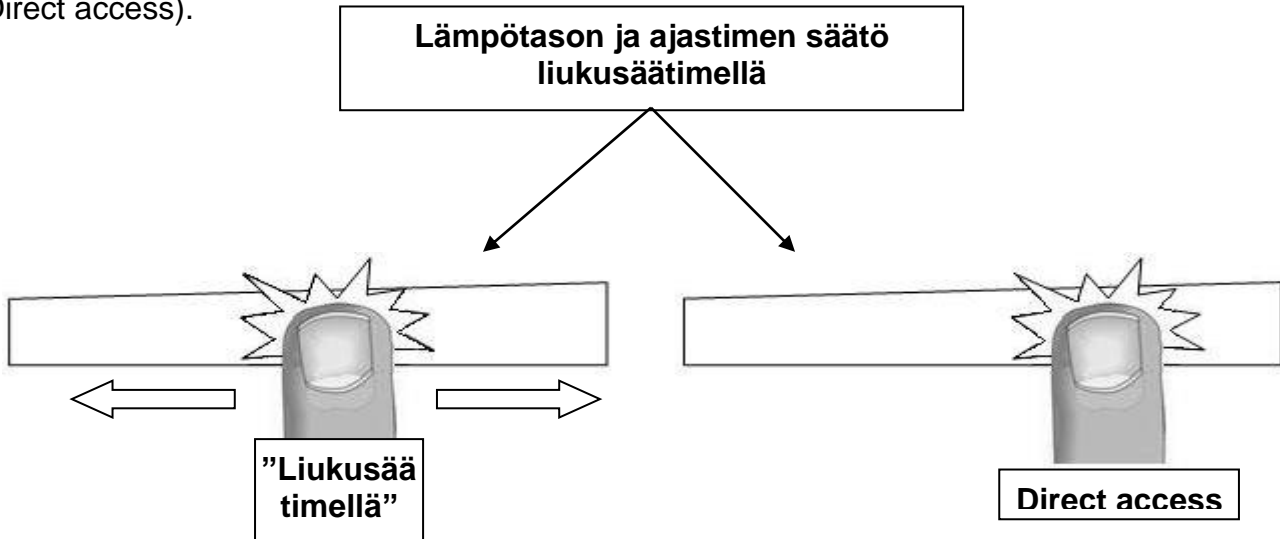 Direct access).
Lämpötason ja ajastimen säätö
liukusäätimellä
”Liukusää
timellä”
Direct access